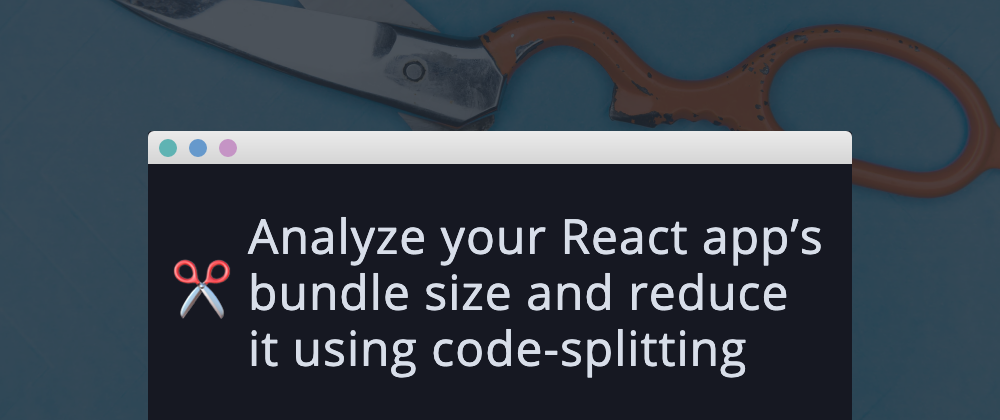 Analyze your React app’s
bundle size and reduce
it using code-splitting